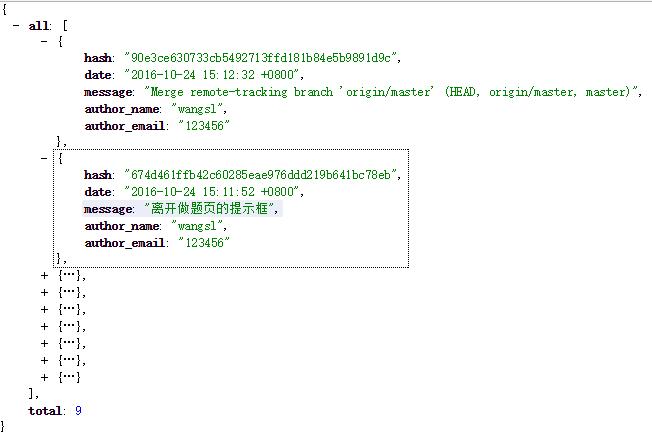 {
- all: [
- {
hash: "90e3ce630733cb5492713ffd181b84e5b9891d9c",
date: "2016-10-24 15:12:32 +0800",
message: "Merge remote-tracking branch 'origin/master' (HEAD, origin/master, master)",
author_name: "wangsl",
author_email: "123456"
},
- {
hash: "674d461ffb42c60285eae976ddd219b641bc78eb",
date: "2016-10-24 15:11:52 +0800",
message: "离开做题页的提示框",
author_name: "wangsl",
author_email: "123456"
},
+ {…},
+ {…},
+ {…},
+ {…},
+ {…},
+ {…},
+ {…}
],
total: 9
}